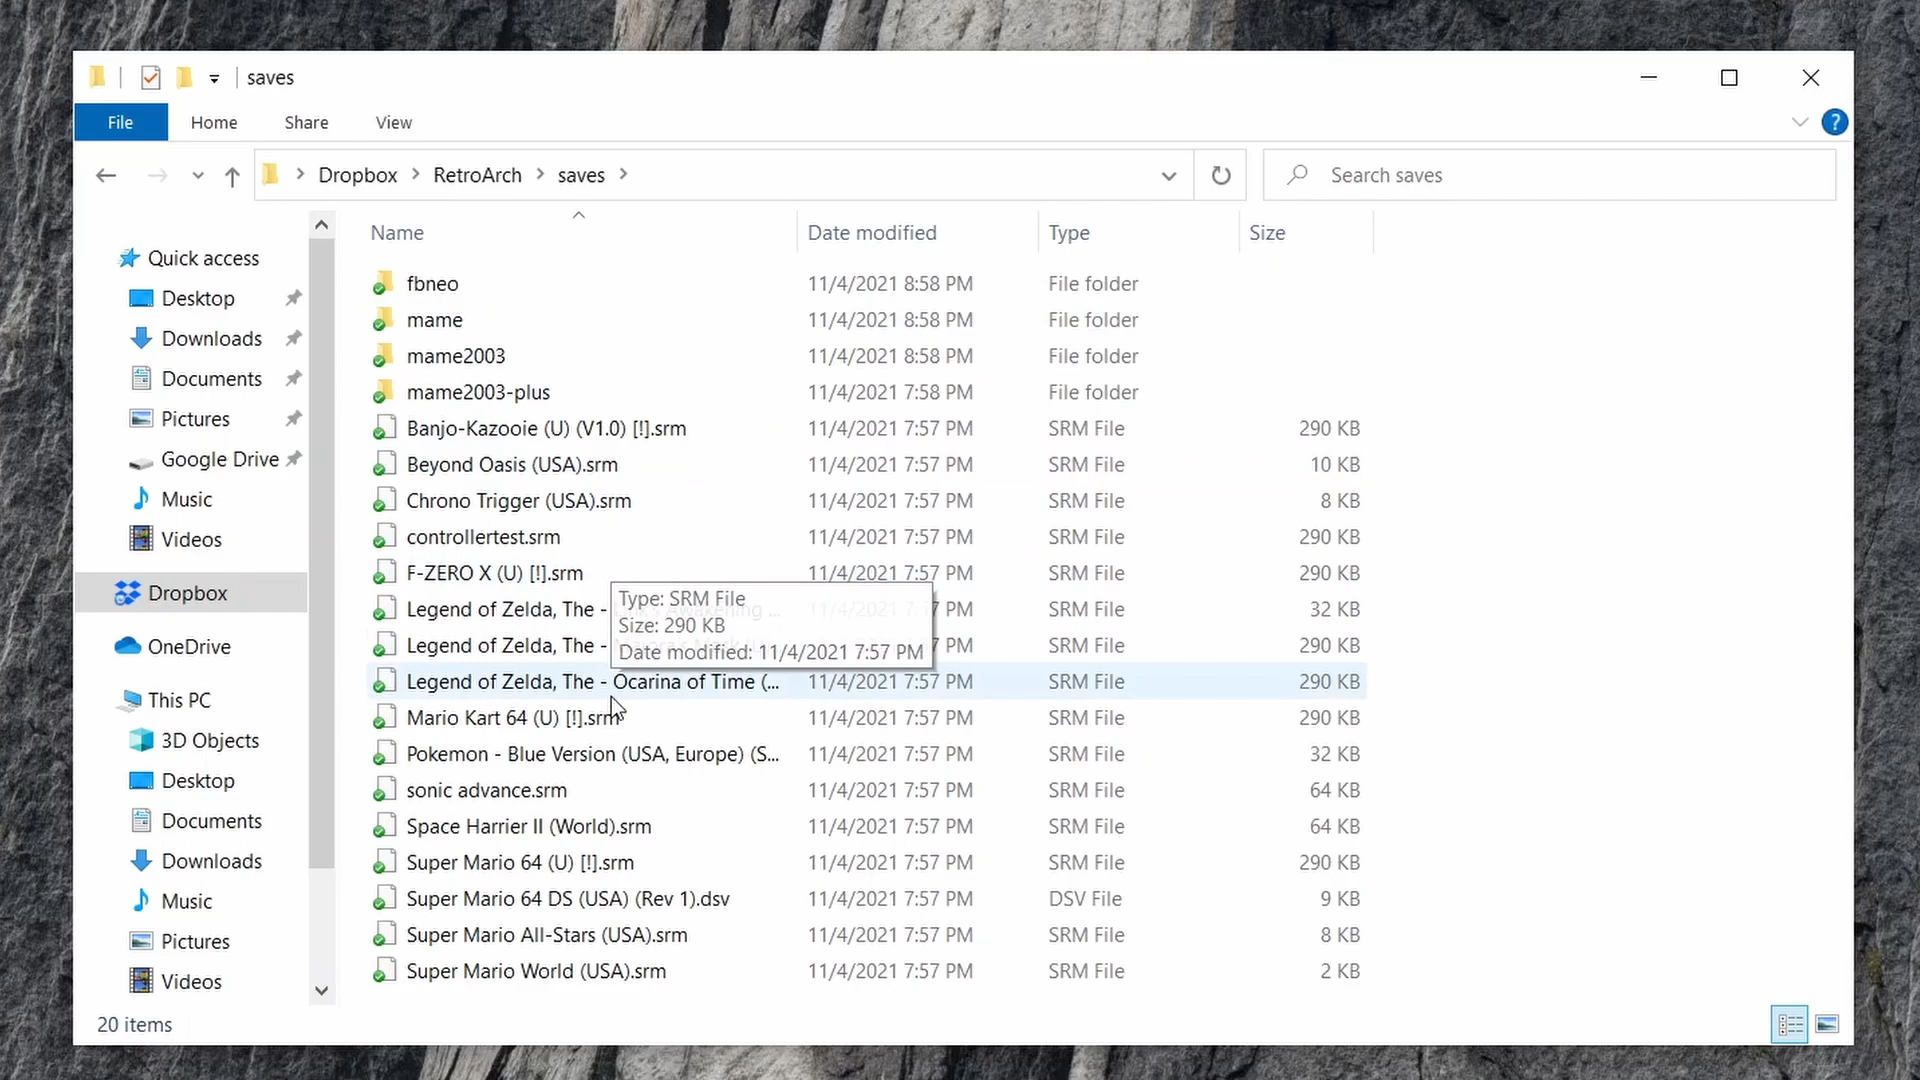 saves
File Home Share View
Dropbox RetroArch saves
Search saves
Name Date modified Type Size
Quick access
Desktop
Downloads
Documents
Pictures
Google Drive
Music
Videos
Dropbox
OneDrive
This PC
3D Objects
Desktop
Documents
Downloads
Music
Pictures
Videos
fbneo 11/4/2021 8:58 PM File folder
mame 11/4/2021 8:58 PM File folder
mame2003 11/4/2021 8:58 PM File folder
mame2003-plus 11/4/2021 7:58 PM File folder
Banjo-Kazooie (U) (V1.0) [!].srm 11/4/2021 7:57 PM SRM File 290 KB
Beyond Oasis (USA).srm 11/4/2021 7:57 PM SRM File 10 KB
Chrono Trigger (USA).srm 11/4/2021 7:57 PM SRM File 8 KB
controllertest.srm 11/4/2021 7:57 PM SRM File 290 KB
F-ZERO X (U) [!].srm 11/4/2021 7:57 PM SRM File 290 KB
Legend of Zelda, The - Link's Awakening ... 11/4/2021 7:57 PM SRM File 32 KB
Legend of Zelda, The - PM SRM File 290 KB
Type: SRM File
Size: 290 KB
Date modified: 11/4/2021 7:57 PM
Legend of Zelda, The - Ocarina of Time (... 11/4/2021 7:57 PM SRM File 290 KB
Mario Kart 64 (U) [!].srm 11/4/2021 7:57 PM SRM File 290 KB
Pokemon - Blue Version (USA, Europe) (S... 11/4/2021 7:57 PM SRM File 32 KB
sonic advance.srm 11/4/2021 7:57 PM SRM File 64 KB
Space Harrier II (World).srm 11/4/2021 7:57 PM SRM File 64 KB
Super Mario 64 (U) [!].srm 11/4/2021 7:57 PM SRM File 290 KB
Super Mario 64 DS (USA) (Rev 1).dsv 11/4/2021 7:57 PM DSV File 9 KB
Super Mario All-Stars (USA).srm 11/4/2021 7:57 PM SRM File 8 KB
Super Mario World (USA).srm 11/4/2021 7:57 PM SRM File 2 KB
20 items